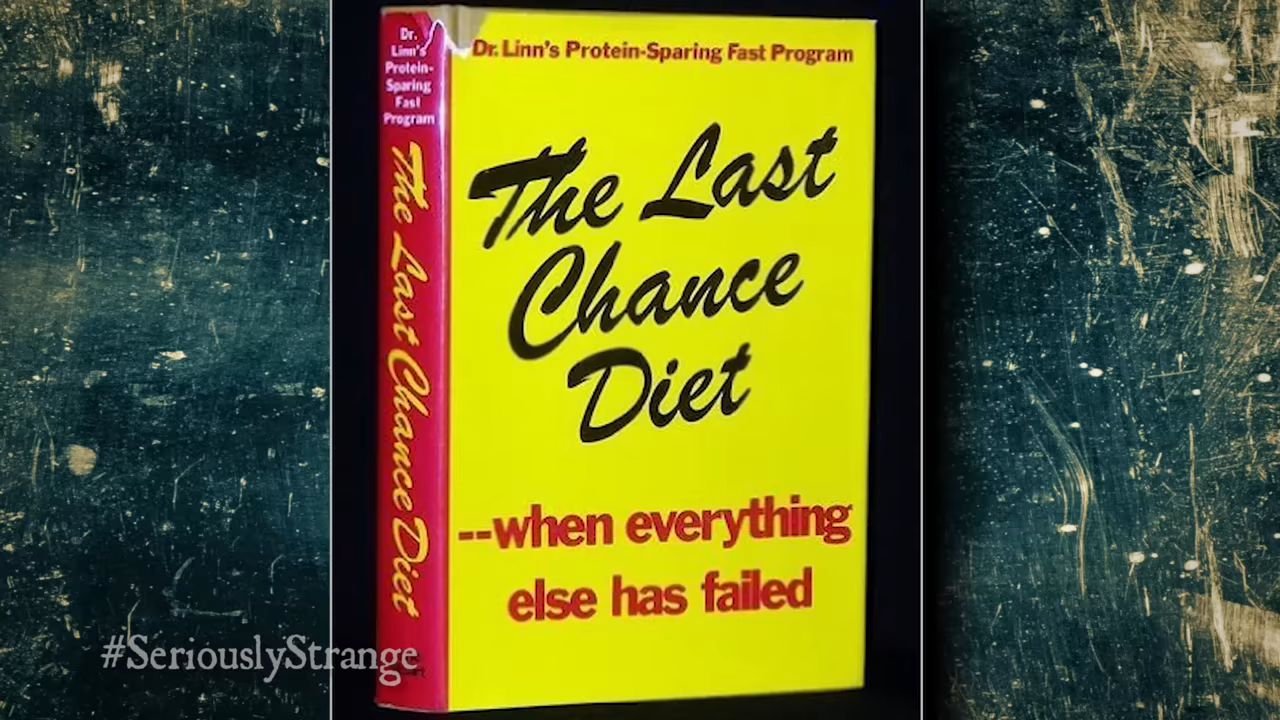 Dr.
Linn's
Protein-
Sparing
Fast
Program
The Last Chance Diet
Dr. Linn's Protein-Sparing Fast Program
The Last
Chance
Diet
--when everything
else has failed
#SeriouslyStrange